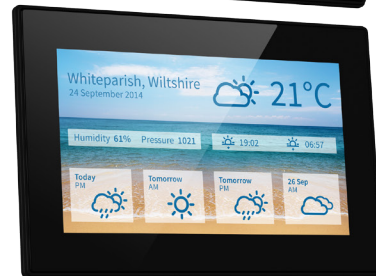 Whiteparish, Wiltshire
24 September 2014
21°C
Humidity 61% Pressure 1021
19:02 06:57
Today
PM
Tomorrow
AM
Tomorrow
PM
26 Sep
AM